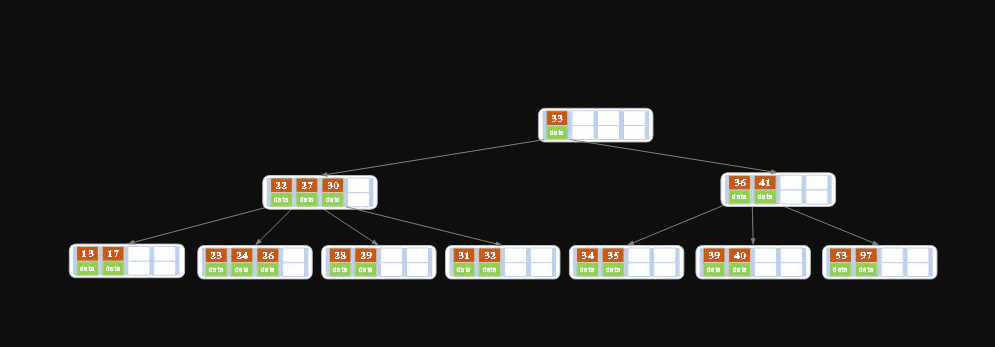 33
data
22 27 30
data data data
36 41
data data
13 17
data data
23 24 26
data data data
28 29
data data
31 32
data data
34 35
data data
39 40
data data
53 97
data data